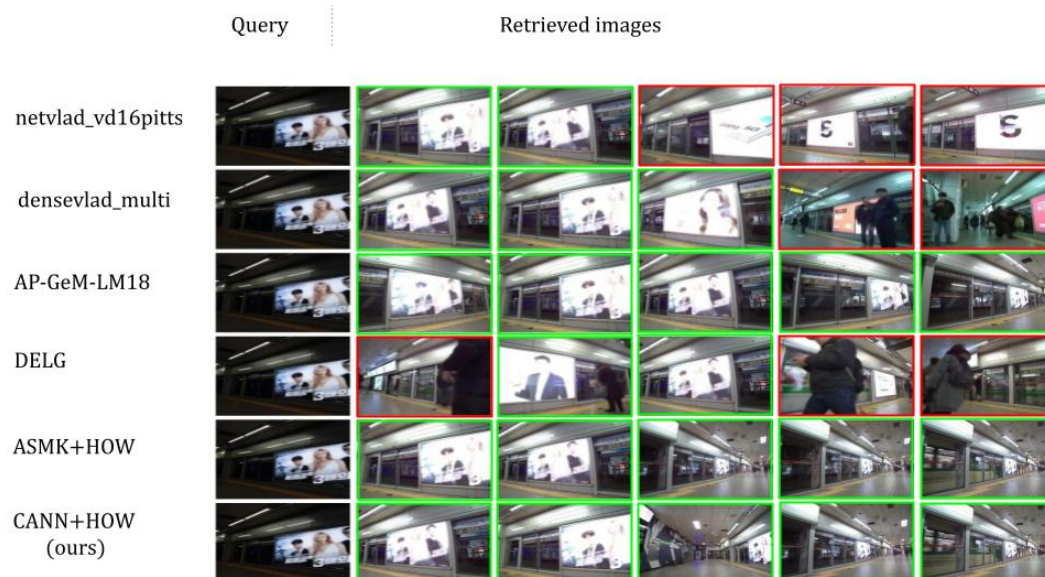 Query
Retrieved images
netvlad_vd16pitts
densevlad_multi
AP-GeM-LM18
DELG
ASMK+HOW
CANN+HOW
(ours)